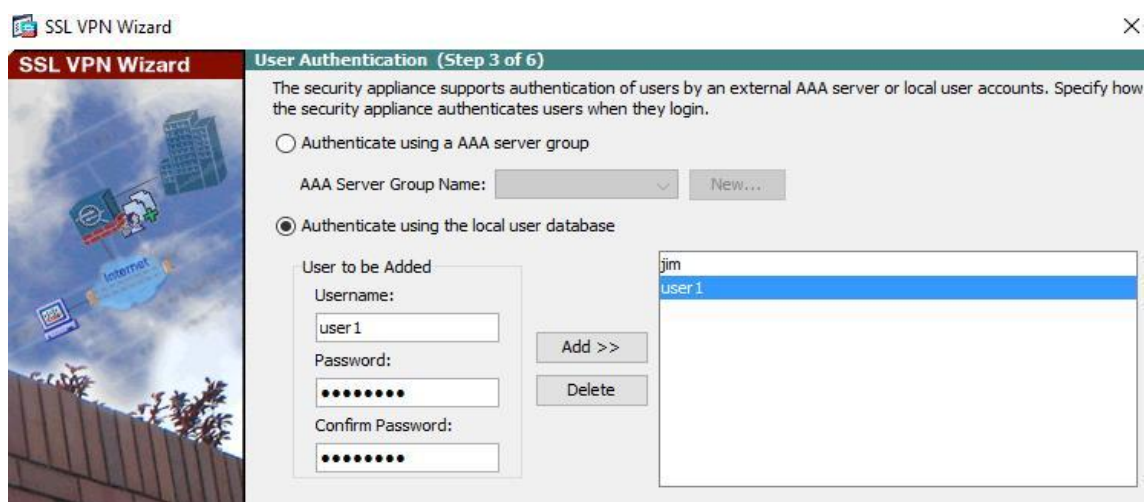 SSL VPN Wizard
SSL VPN Wizard
User Authentication (Step 3 of 6)
The security appliance supports authentication of users by an external AAA server or local user accounts. Specify how
the security appliance authenticates users when they login.
Authenticate using a AAA server group
AAA Server Group Name:
New...
Authenticate using the local user database
User to be Added
Username:
user1
Password:
••••••••
Confirm Password:
••••••••
Add >>
Delete
jim
user1
Internet